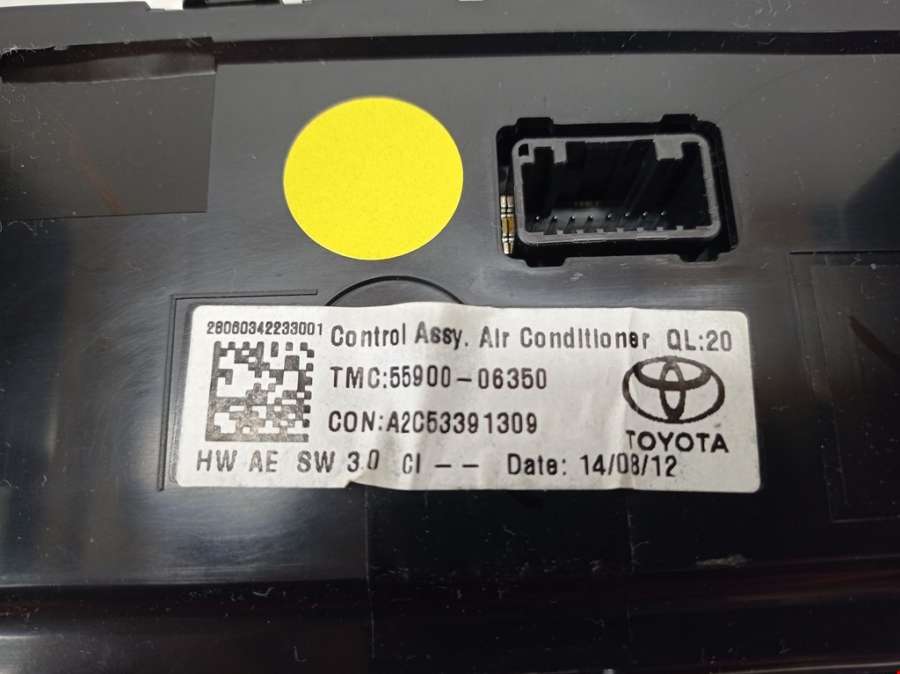 28060342233001
Control Assy. Air Conditioner QL:20
TMC:55900-06350
CON:A2C53391309
TOYOTA
HW AE SW 3.0 CI -- Date: 14/08/12